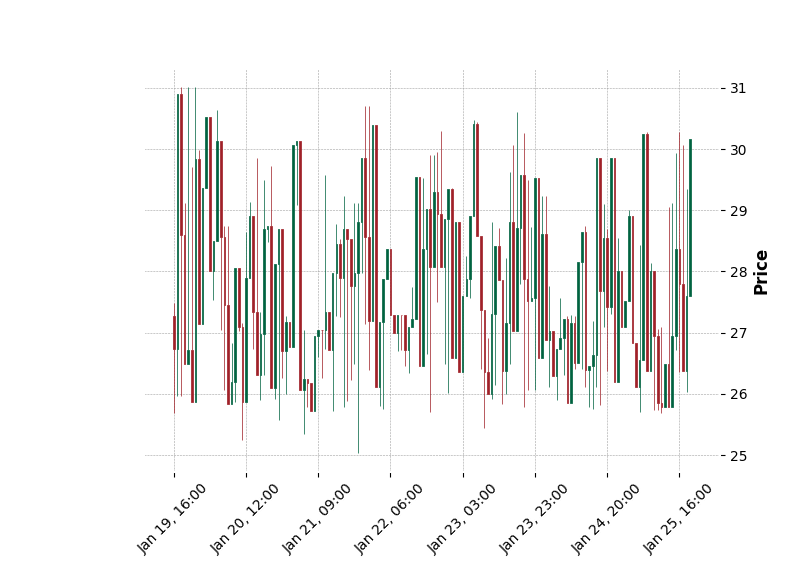 31
30
29
28
27
26
25
Price
Jan 19, 16:00
Jan 20, 12:00
Jan 21, 09:00
Jan 22, 06:00
Jan 23, 03:00
Jan 23, 23:00
Jan 24, 20:00
Jan 25, 16:00